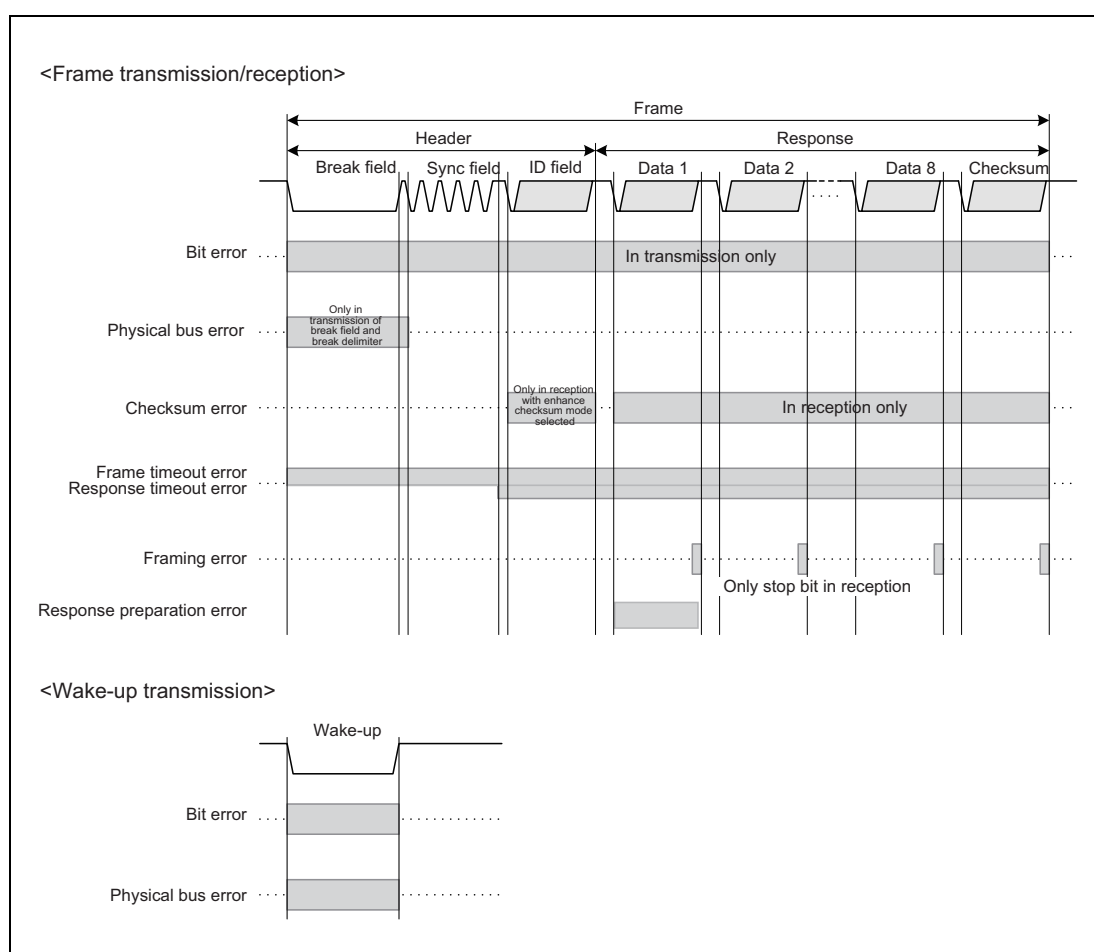 <Frame transmission/reception>
Frame
Header
Response
Break field
Sync field
ID field
Data 1
Data 2
Data 8
Checksum
Bit error
In transmission only
Physical bus error
Only in
transmission of
break field and
break delimiter
Checksum error
Only in reception
with enhance
checksum mode
selected
In reception only
Frame timeout error
Response timeout error
Framing error
Only stop bit in reception
Response preparation error
<Wake-up transmission>
Wake-up
Bit error
Physical bus error